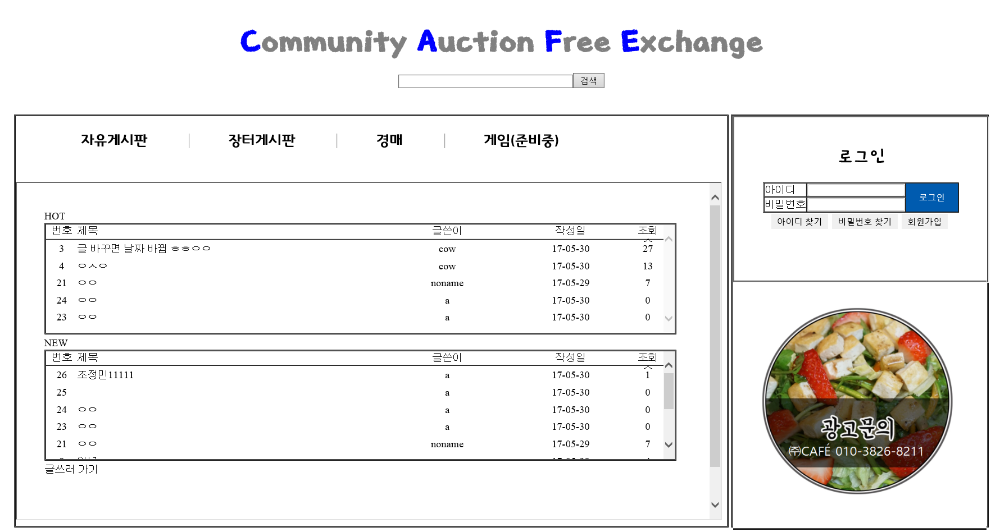 Community Auction Free Exchange
검색
자유게시판 장터게시판 경매 게임(준비중)
HOT
번호 제목 글쓴이 작성일 조회
3 글 바꾸면 날짜 바뀜 ㅎㅎㅇㅇ cow 17-05-30 27
4 ㅇㅅㅇ cow 17-05-30 13
21 ㅇㅇ noname 17-05-29 7
24 ㅇㅇ a 17-05-30 0
23 ㅇㅇ a 17-05-30 0
NEW
번호 제목 글쓴이 작성일 조회
26 조정민11111 a 17-05-30 1
25 a 17-05-30 0
24 ㅇㅇ a 17-05-30 0
23 ㅇㅇ a 17-05-30 0
21 ㅇㅇ noname 17-05-29 7
글쓰러 가기
로그인
아이디
비밀번호
로그인
아이디 찾기 비밀번호 찾기 회원가입
광고문의
㈜CAFÉ 010-3826-8211